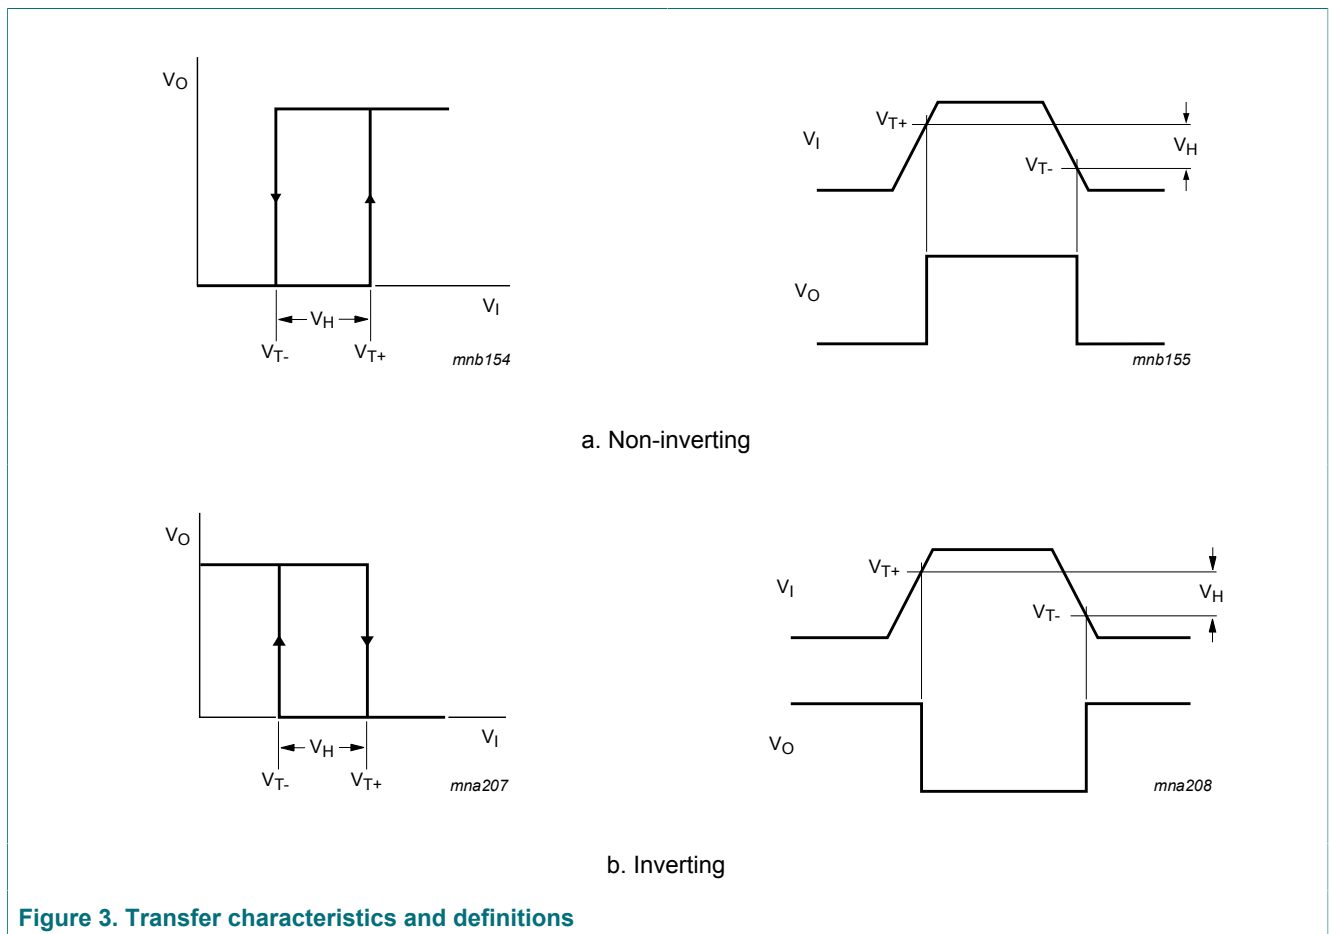 VO
VI
VH
VT-
VT+
mnb154
VT+
VI
VH
VT-
VO
mnb155
a. Non-inverting
VO
VI
VH
VT-
VT+
mna207
VT+
VI
VH
VT-
VO
mna208
b. Inverting
Figure 3. Transfer characteristics and definitions